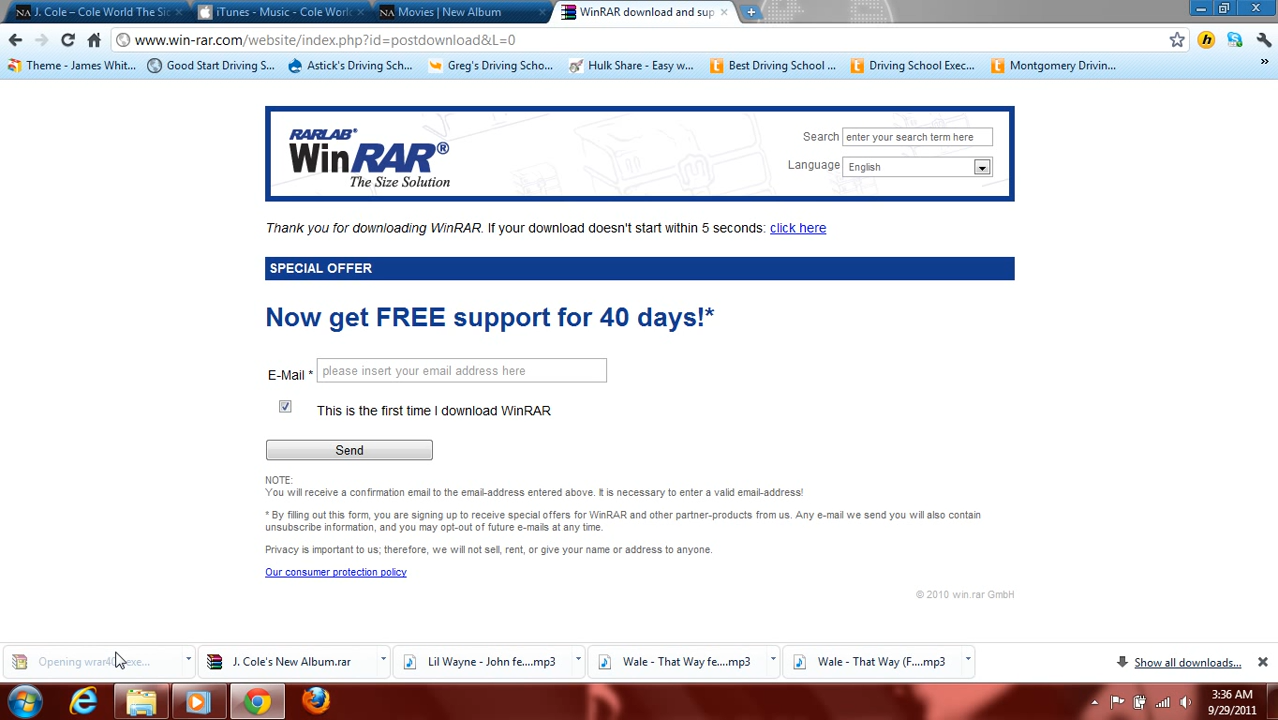 J. Cole – Cole World The Si
iTunes - Music - Cole World
Movies | New Album
WinRAR download and sup
www.win-rar.com/website/index.php?id=postdownload&L=0
Theme - James Whit...
Good Start Driving S...
Astick's Driving Sch...
Greg's Driving Scho...
Hulk Share - Easy w...
Best Driving School ...
Driving School Exec...
Montgomery Drivin...
RARLAB®
WinRAR®
The Size Solution
Search enter your search term here
Language English
Thank you for downloading WinRAR. If your download doesn't start within 5 seconds: click here
SPECIAL OFFER
Now get FREE support for 40 days!*
E-Mail * please insert your email address here
This is the first time I download WinRAR
Send
NOTE:
You will receive a confirmation email to the email-address entered above. It is necessary to enter a valid email-address!
* By filling out this form, you are signing up to receive special offers for WinRAR and other partner-products from us. Any e-mail we send you will also contain
unsubscribe information, and you may opt-out of future e-mails at any time.
Privacy is important to us; therefore, we will not sell, rent, or give your name or address to anyone.
Our consumer protection policy
© 2010 win.rar GmbH
Opening
J. Cole's New Album.rar
Lil Wayne - John fe....mp3
Wale - That Way fe....mp3
Wale - That Way (F....mp3
Show all downloads...
3:36 AM
9/29/2011